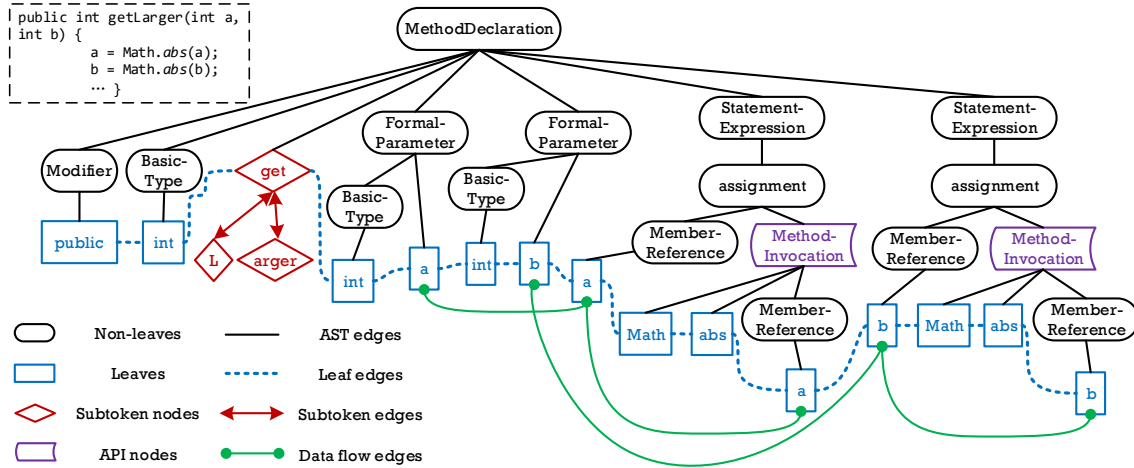 public int getLarger(int a,
int b) {
a = Math.abs(a);
b = Math.abs(b);
… }
MethodDeclaration
Formal-
Parameter
Formal-
Parameter
Statement-
Expression
Statement-
Expression
Modifier
Basic-
Type
get
Basic-
Type
Basic-
Type
assignment
assignment
public
int
L
arger
int
a
int
b
a
Member-
Reference
Method-
Invocation
Member-
Reference
Method-
Invocation
Math
abs
Member-
Reference
b
Math
abs
Member-
Reference
a
b
Non-leaves
AST edges
Leaves
Leaf edges
Subtoken nodes
Subtoken edges
API nodes
Data flow edges